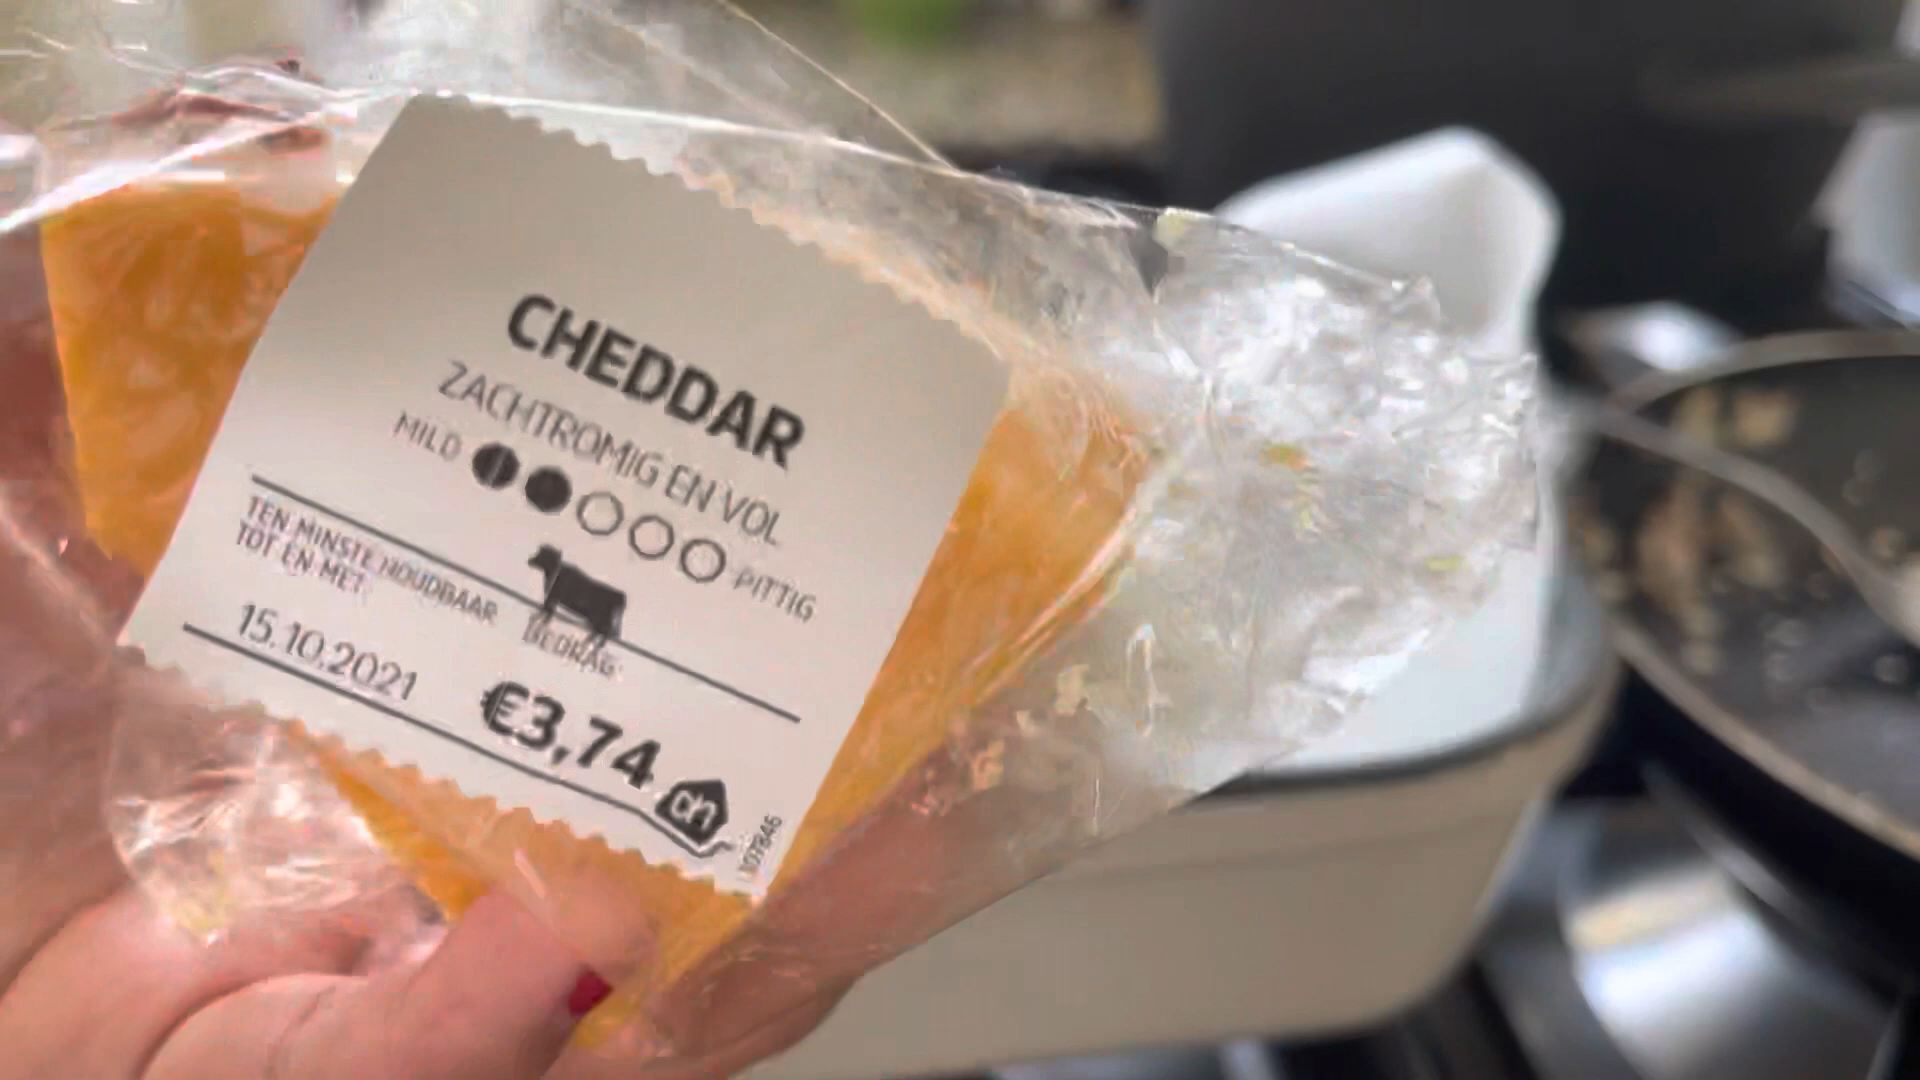 CHEDDAR
ZACHTROMIG EN VOL
MILD PITTIG
TEN MINSTE HOUDBAAR
TOT EN MET:
15.10.2021
BEDRAG:
€3,74
ah